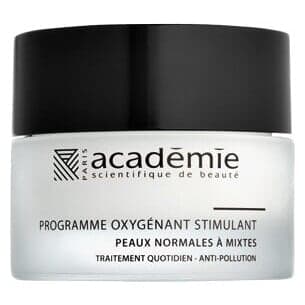 PARIS
académie
scientifique de beauté
PROGRAMME OXYGÉNANT STIMULANT
PEAUX NORMALES À MIXTES
TRAITEMENT QUOTIDIEN - ANTI-POLLUTION